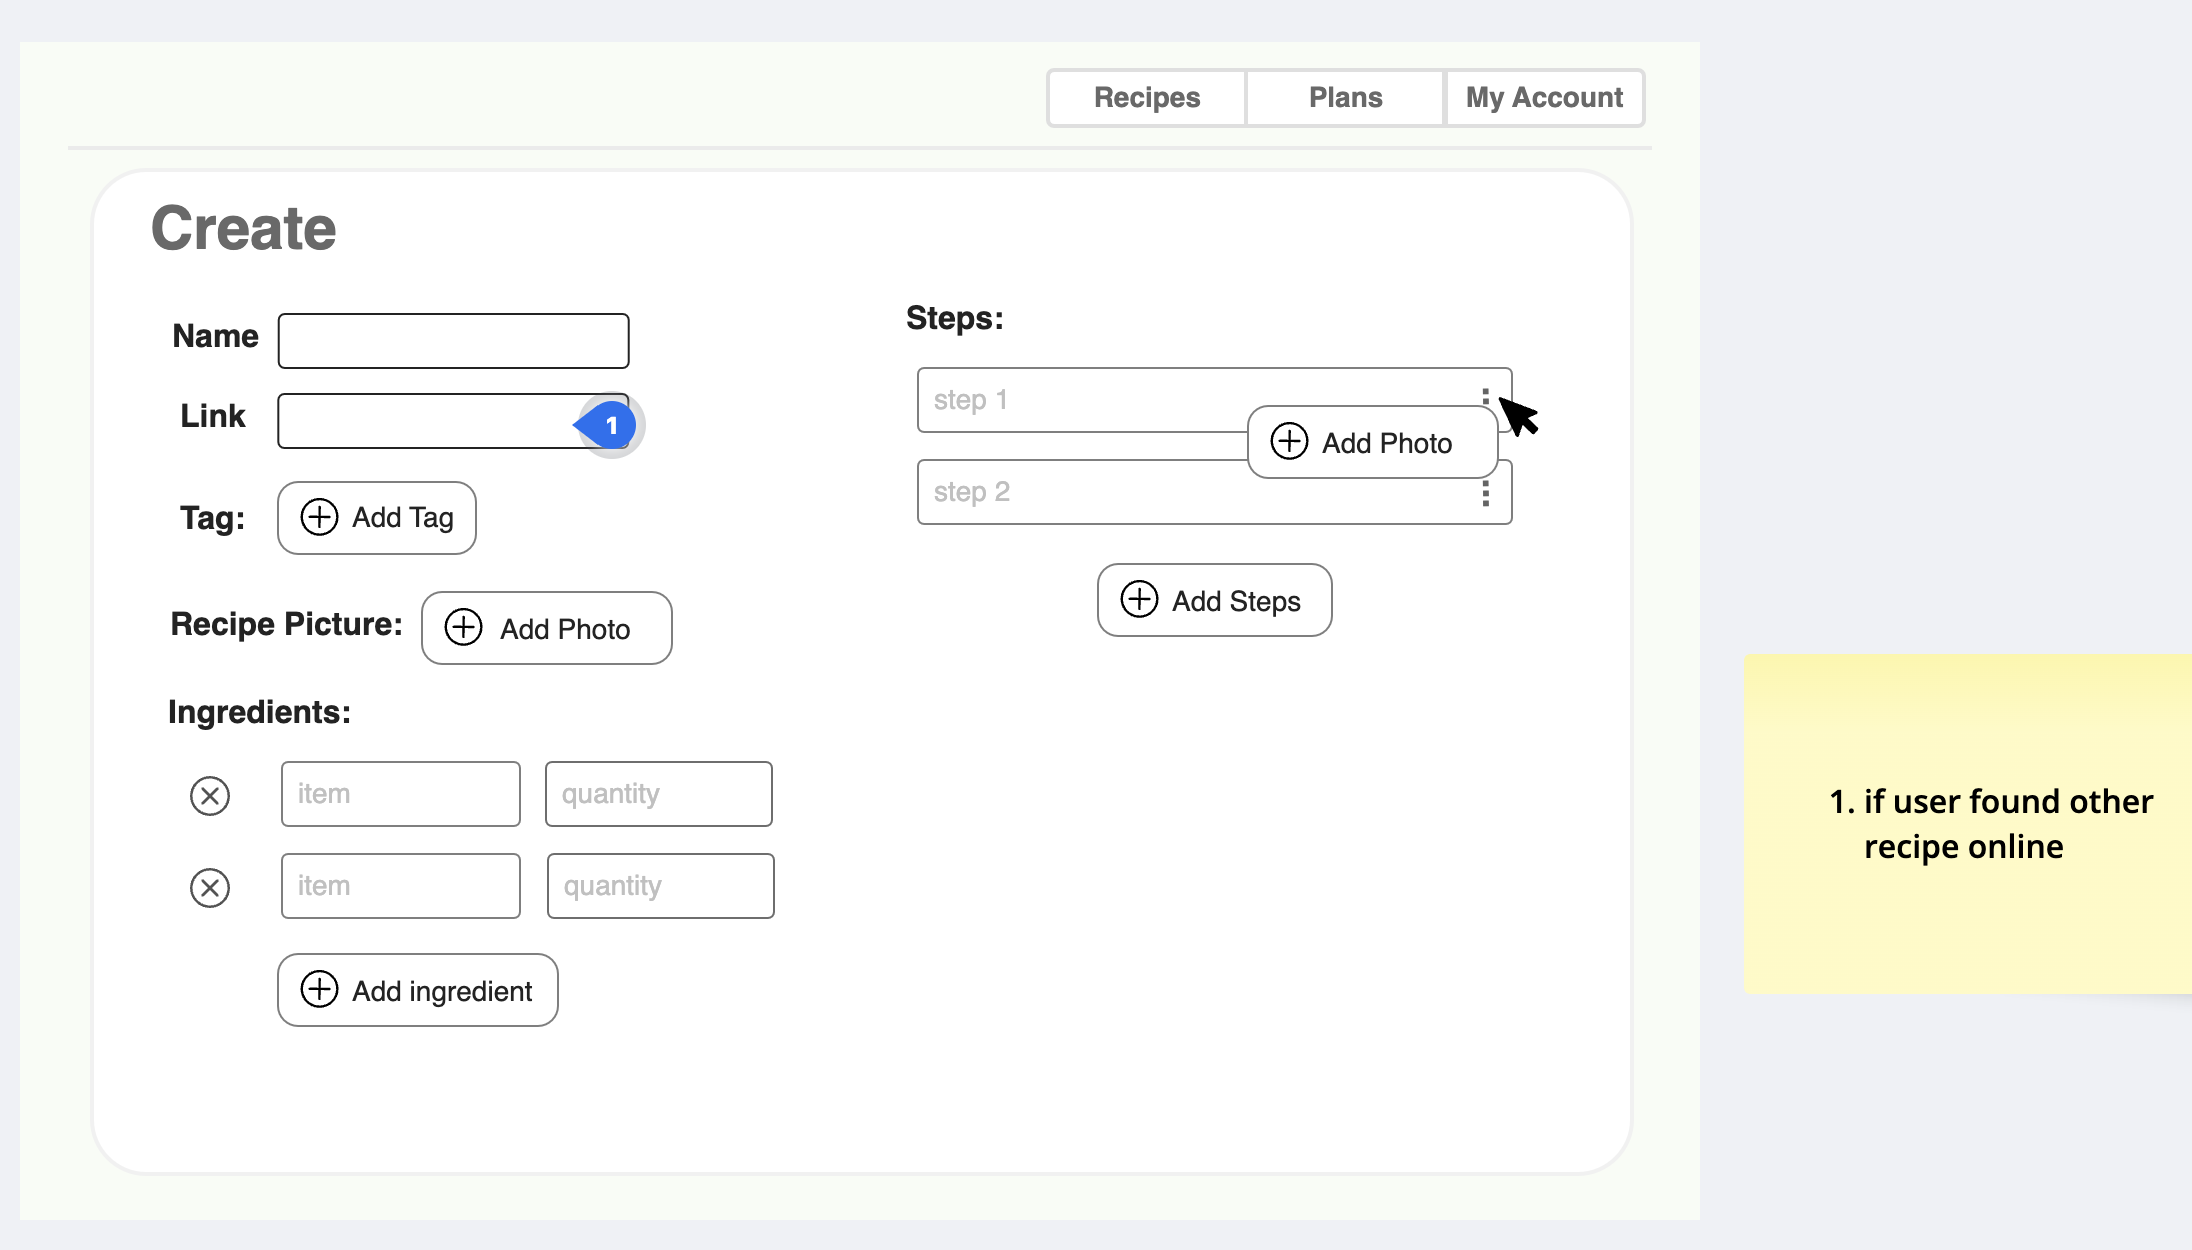 Recipes
Plans
My Account
Create
Name
Link
1
Tag:
Add Tag
Recipe Picture:
Add Photo
Ingredients:
item
quantity
item
quantity
Add ingredient
Steps:
step 1
Add Photo
step 2
Add Steps
1. if user found other
recipe online